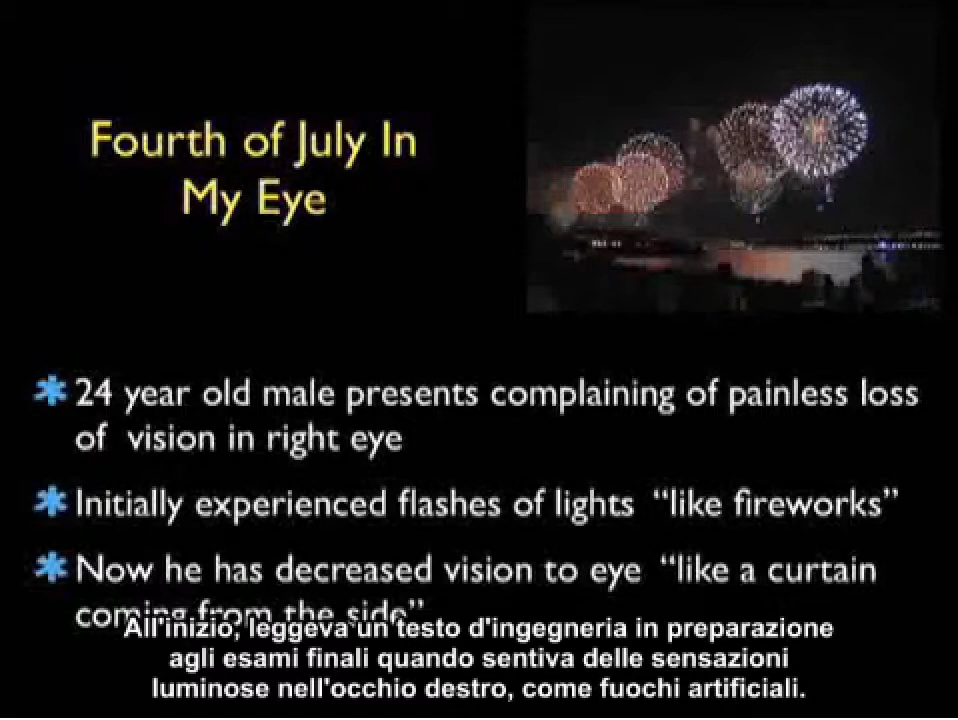 Fourth of July In
My Eye
24 year old male presents complaining of painless loss
of vision in right eye
Initially experienced flashes of lights “like fireworks”
Now he has decreased vision to eye “like a curtain
coming from the side”
All'inizio, leggeva un testo d'ingegneria in preparazione
agli esami finali quando sentiva delle sensazioni
luminose nell'occhio destro, come fuochi artificiali.